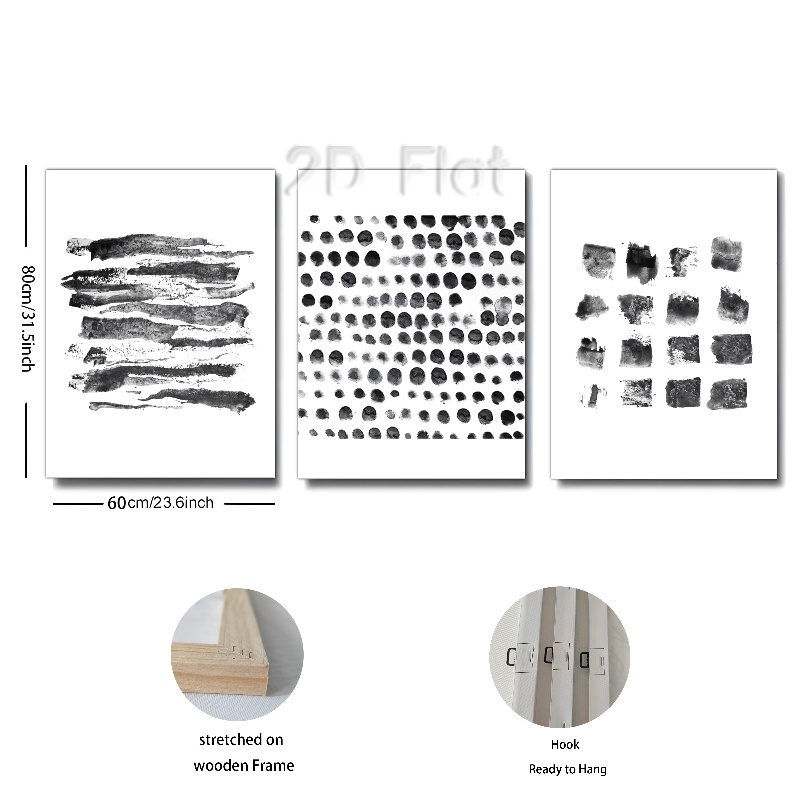 2D Flat
80cm/31.5inch
60cm/23.6inch
stretched on
wooden Frame
Hook
Ready to Hang